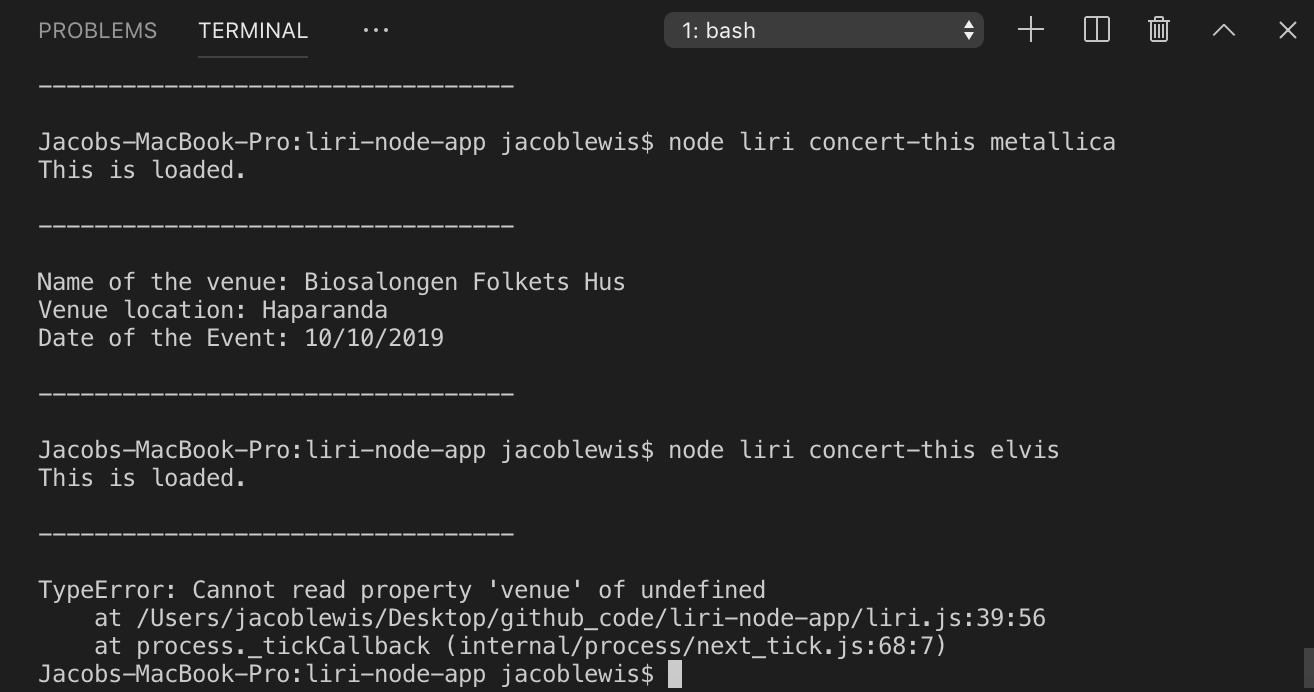 PROBLEMS TERMINAL ··· 1: bash
----------------------------------
Jacobs-MacBook-Pro:liri-node-app jacoblewis$ node liri concert-this metallica
This is loaded.
----------------------------------
Name of the venue: Biosalongen Folkets Hus
Venue location: Haparanda
Date of the Event: 10/10/2019
----------------------------------
Jacobs-MacBook-Pro:liri-node-app jacoblewis$ node liri concert-this elvis
This is loaded.
----------------------------------
TypeError: Cannot read property 'venue' of undefined
    at /Users/jacoblewis/Desktop/github_code/liri-node-app/liri.js:39:56
    at process._tickCallback (internal/process/next_tick.js:68:7)
Jacobs-MacBook-Pro:liri-node-app jacoblewis$